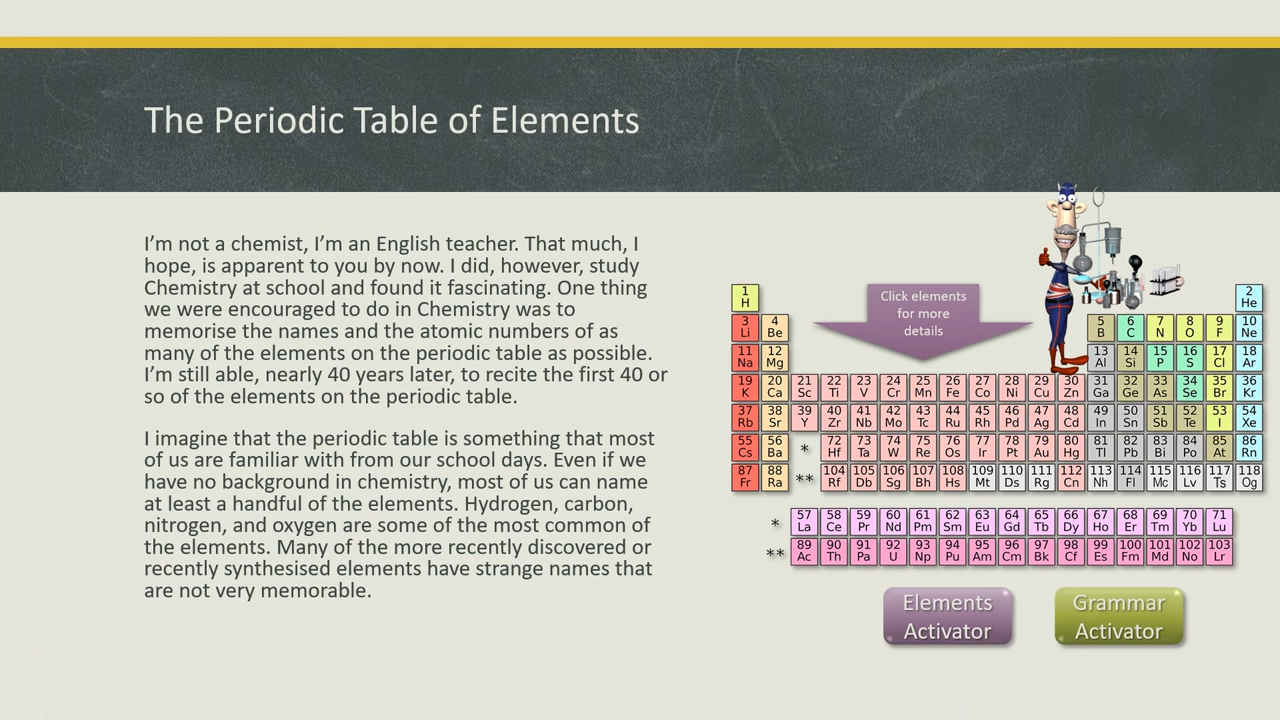 The Periodic Table of Elements
I’m not a chemist, I’m an English teacher. That much, I
hope, is apparent to you by now. I did, however, study
Chemistry at school and found it fascinating. One thing
we were encouraged to do in Chemistry was to
memorise the names and the atomic numbers of as
many of the elements on the periodic table as possible.
I’m still able, nearly 40 years later, to recite the first 40 or
so of the elements on the periodic table.
I imagine that the periodic table is something that most
of us are familiar with from our school days. Even if we
have no background in chemistry, most of us can name
at least a handful of the elements. Hydrogen, carbon,
nitrogen, and oxygen are some of the most common of
the elements. Many of the more recently discovered or
recently synthesised elements have strange names that
are not very memorable.
Click elements
for more
details
1 2
H He
3 4 5 6 7 8 9 10
Li Be B C N O F Ne
11 12 13 14 15 16 17 18
Na Mg Al Si P S Cl Ar
19 20 21 22 23 24 25 26 27 28 29 30 31 32 33 34 35 36
K Ca Sc Ti V Cr Mn Fe Co Ni Cu Zn Ga Ge As Se Br Kr
37 38 39 40 41 42 43 44 45 46 47 48 49 50 51 52 53 54
Rb Sr Y Zr Nb Mo Tc Ru Rh Pd Ag Cd In Sn Sb Te I Xe
55 56 * 72 73 74 75 76 77 78 79 80 81 82 83 84 85 86
Cs Ba Hf Ta W Re Os Ir Pt Au Hg Tl Pb Bi Po At Rn
87 88 ** 104 105 106 107 108 109 110 111 112 113 114 115 116 117 118
Fr Ra Rf Db Sg Bh Hs Mt Ds Rg Cn Nh Fl Mc Lv Ts Og
* 57 58 59 60 61 62 63 64 65 66 67 68 69 70 71
La Ce Pr Nd Pm Sm Eu Gd Tb Dy Ho Er Tm Yb Lu
** 89 90 91 92 93 94 95 96 97 98 99 100 101 102 103
Ac Th Pa U Np Pu Am Cm Bk Cf Es Fm Md No Lr
Elements
Activator
Grammar
Activator